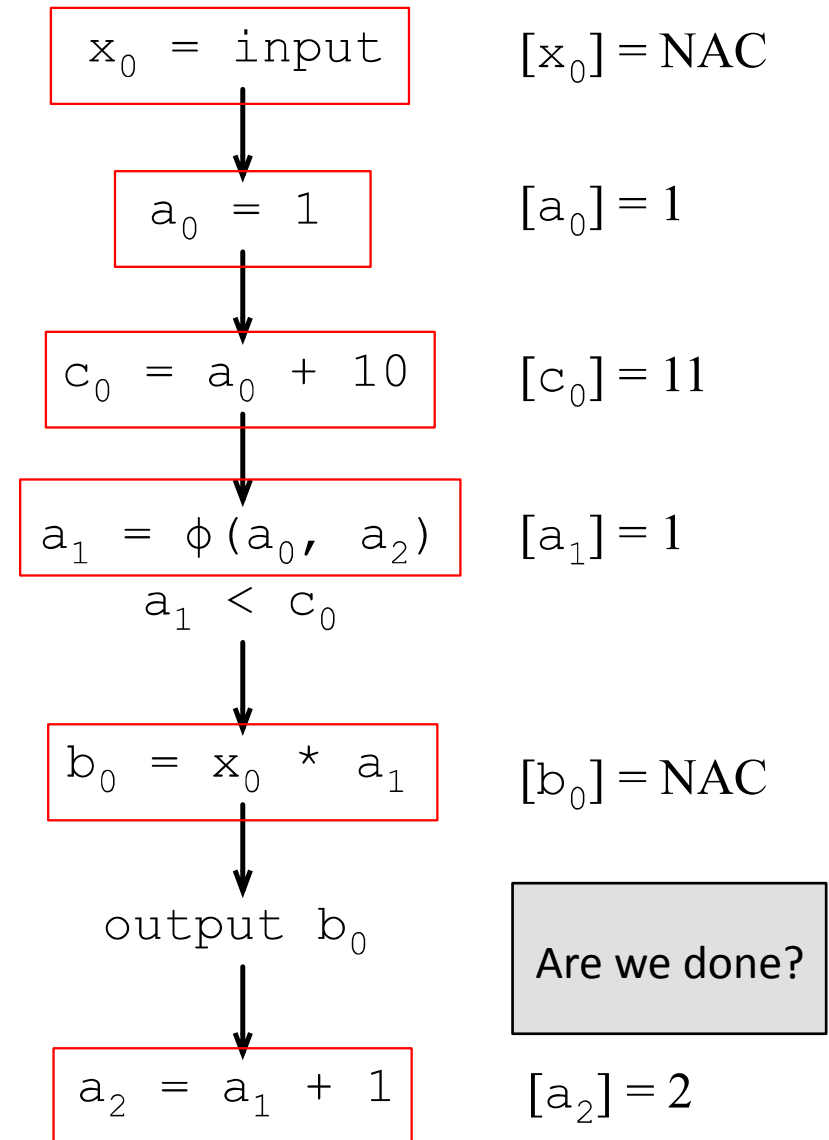 x₀ = input [x₀] = NAC
a₀ = 1 [a₀] = 1
c₀ = a₀ + 10 [c₀] = 11
a₁ = ϕ(a₀, a₂) [a₁] = 1
a₁ < c₀
b₀ = x₀ * a₁ [b₀] = NAC
output b₀
Are we done?
a₂ = a₁ + 1 [a₂] = 2